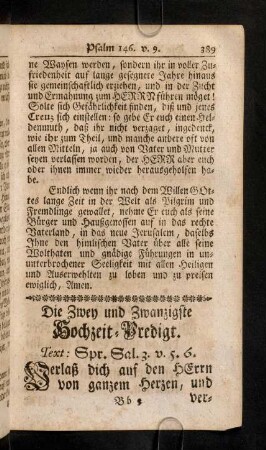 Psalm 146. v. 9. 389
ne Waysen werden, sondern ihr in voller Zu-
friedenheit auf lange gesegnete Jahre hinaus
sie gemeinschaftlich erziehen, und in der Zucht
und Ermahnung zum HERRN führen möget!
Solte sich Gefährlichkeit finden, diß und jenes
Creuz sich einstellen: so gebe Er euch einen Hel-
denmuth, daß ihr nicht verzaget, ingedenck,
wie ihr zum Theil, und manche andere oft von
allen Mitteln, ja auch von Vater und Mutter
seyen verlassen worden, der HERR aber euch
oder ihnen immer wieder herausgeholfen ha-
be.
Endlich wenn ihr nach dem Willen GOt-
tes lange Zeit in der Welt als Pilgrim und
Fremdlinge gewallet, nehme Er euch als seine
Bürger und Haußgenossen auf in das rechte
Vaterland, in das neue Jerusalem, daselbs
Ihne den himlischen Vater über alle seine
Wolthaten und gnädige Führungen in un-
unterbrochener Seeligkeit mit allen Heiligen
und Auserwehlten zu loben und zu preisen
ewiglich, Amen.
Die Zwey und Zwanzigste
Hochzeit-Predigt.
Text: Spr. Sal. 3. v. 5. 6.
Verlaß dich auf den HErrn
von ganzem Herzen, und
Bb 3 ver-